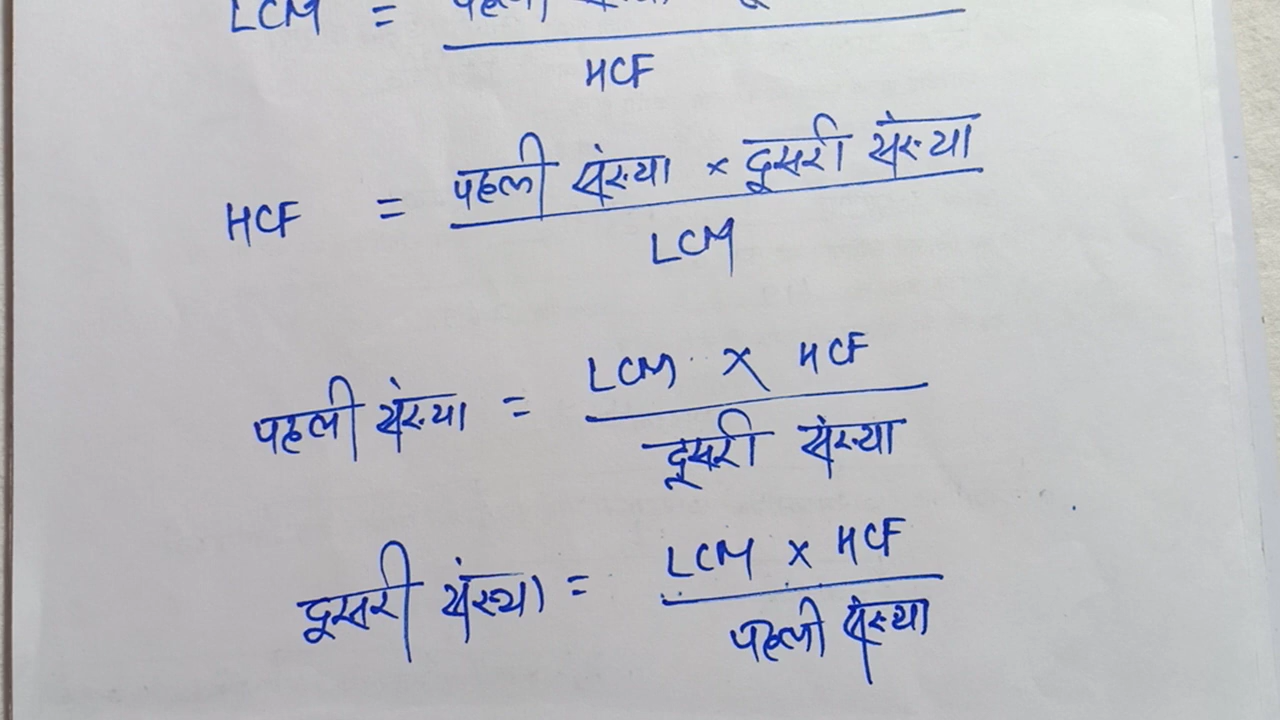 LCM =
HCF
पहली संख्या × दूसरी संख्या
HCF =
LCM
LCM × HCF
पहली संख्या =
दूसरी संख्या
LCM × HCF
दूसरी संख्या =
पहली संख्या